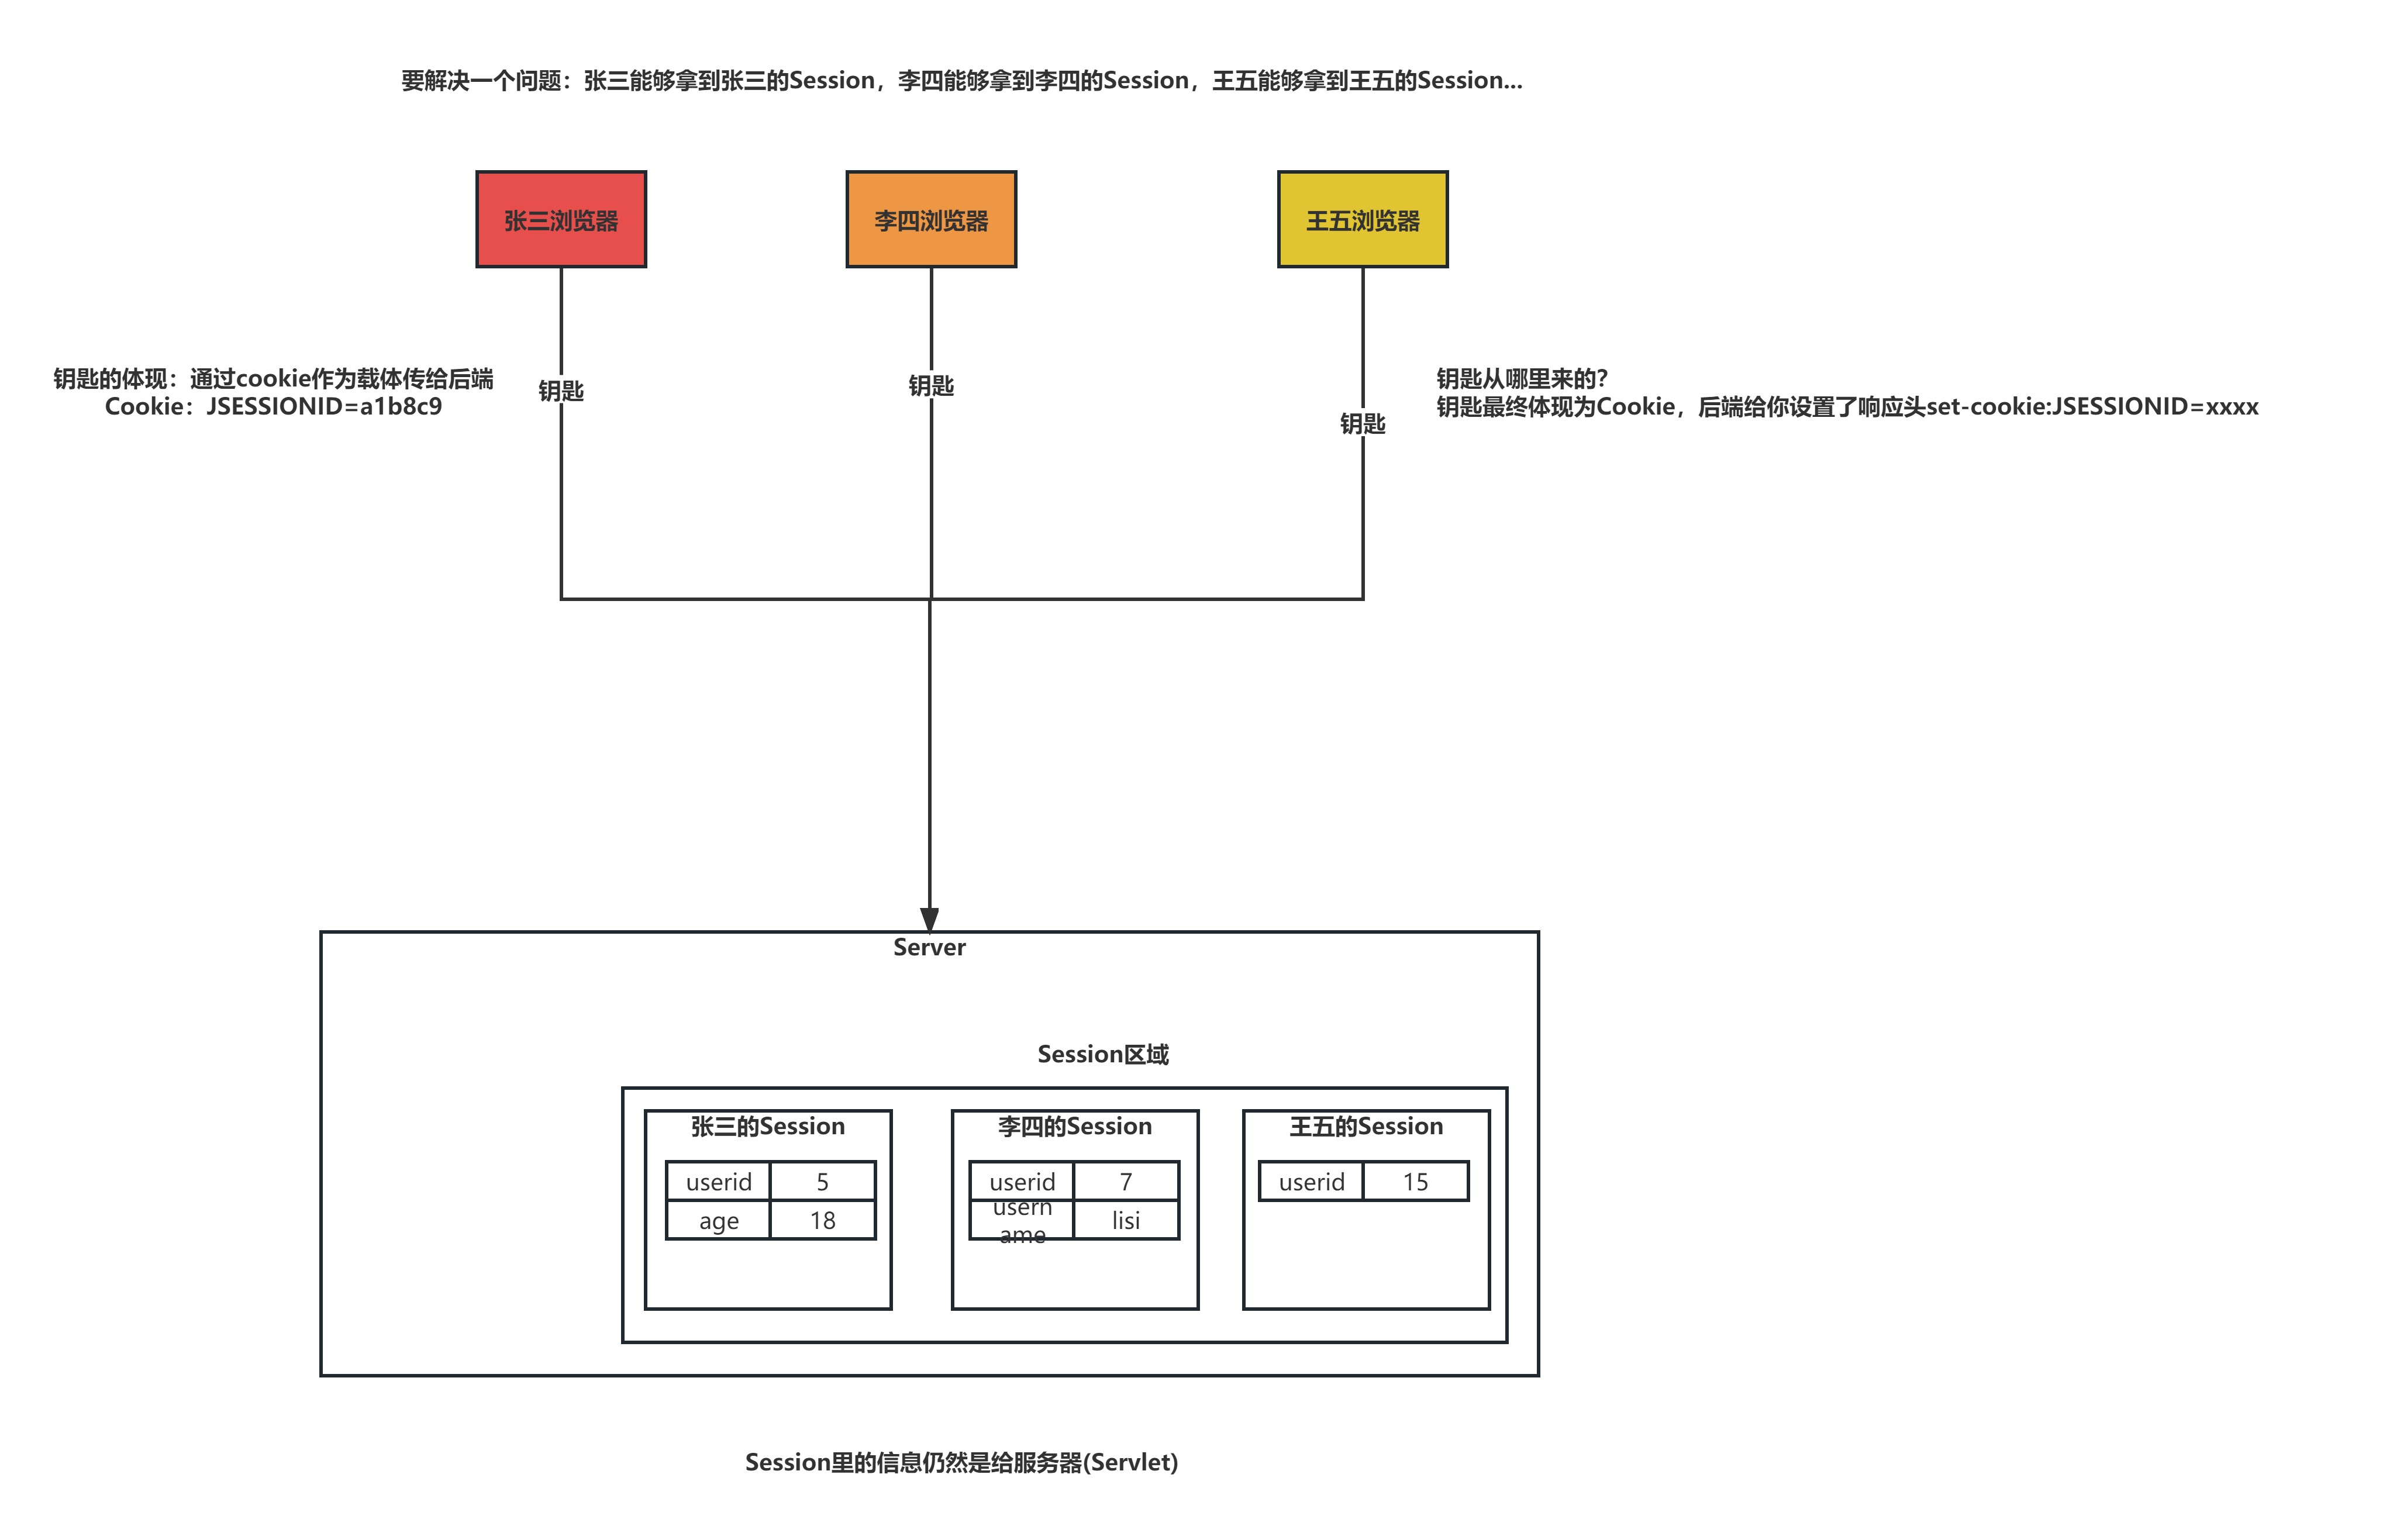 要解决一个问题：张三能够拿到张三的Session，李四能够拿到李四的Session，王五能够拿到王五的Session...
张三浏览器
李四浏览器
王五浏览器
钥匙的体现：通过cookie作为载体传给后端
Cookie：JSESSIONID=a1b8c9
钥匙
钥匙
钥匙
钥匙从哪里来的？
钥匙最终体现为Cookie，后端给你设置了响应头set-cookie:JSESSIONID=xxxx
Server
Session区域
张三的Session
userid 5
age 18
李四的Session
userid 7
usern
ame
lisi
王五的Session
userid 15
Session里的信息仍然是给服务器(Servlet)